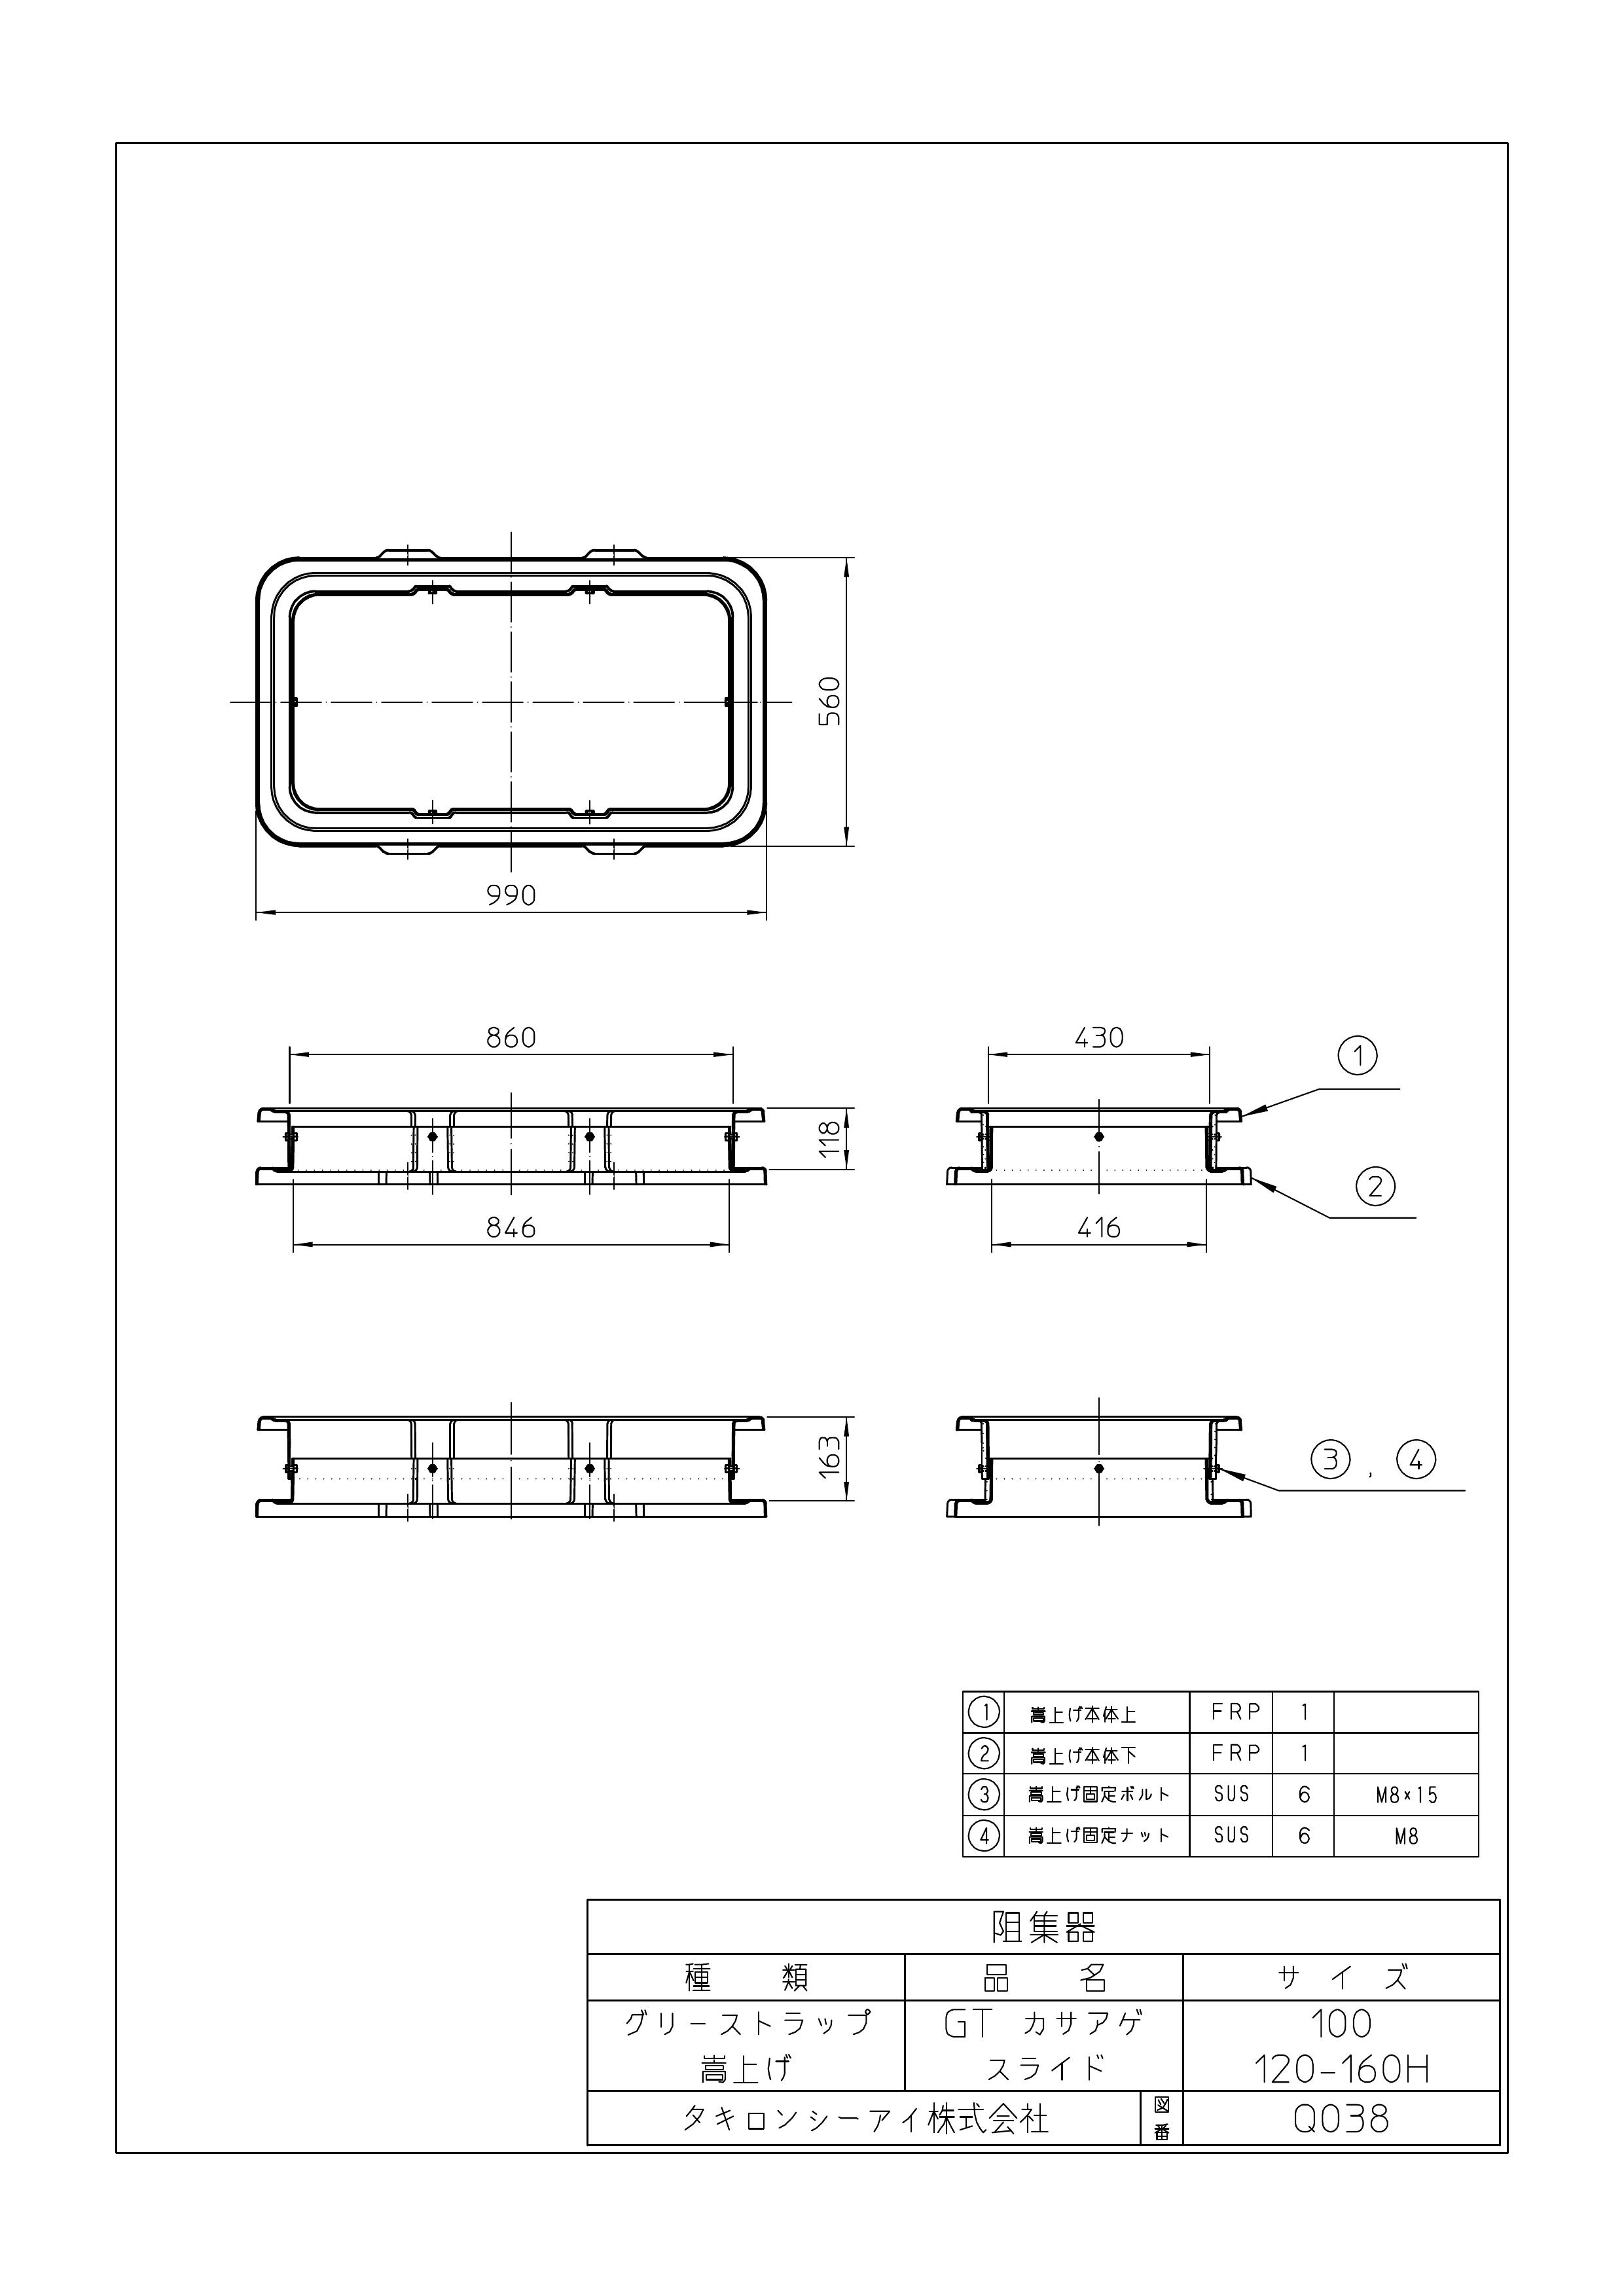 560
990
860
430
①
118
②
846
416
163
③ , ④
① 嵩上げ本体上 FRP 1
② 嵩上げ本体下 FRP 1
③ 嵩上げ固定ボルト SUS 6 M8×15
④ 嵩上げ固定ナット SUS 6 M8
阻集器
種類 品名 サイズ
グリーストラップ GT カサアゲ 100
嵩上げ スライド 120-160H
タキロンシーアイ株式会社 図番 Q038